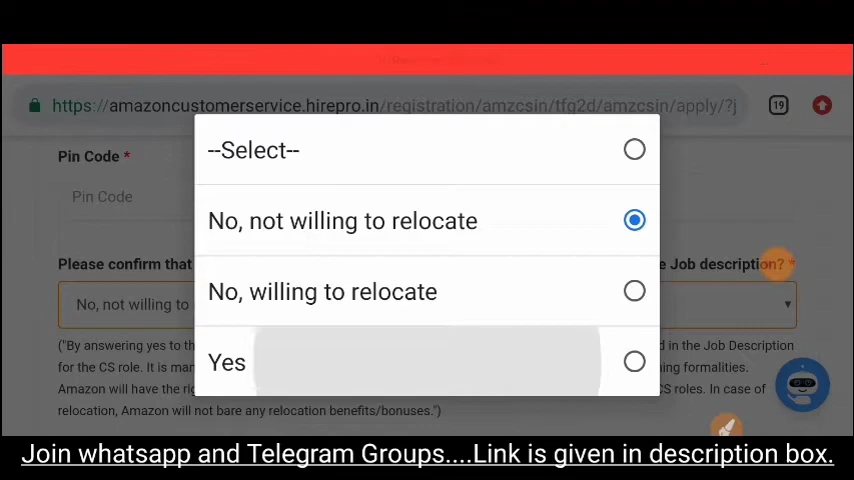 https://amazoncustomerservice.hirepro.in/registration/amzcsin/tfg2d/amzcsin/apply/?j
19
Pin Code *
Pin Code
--Select--
No, not willing to relocate
No, willing to relocate
Yes
Please confirm that
e Job description? *
No, not willing to
("By answering yes to th
d in the Job Description
for the CS role. It is man
ning formalities.
Amazon will have the rig
CS roles. In case of
relocation, Amazon will not bare any relocation benefits/bonuses.")
Join whatsapp and Telegram Groups....Link is given in description box.